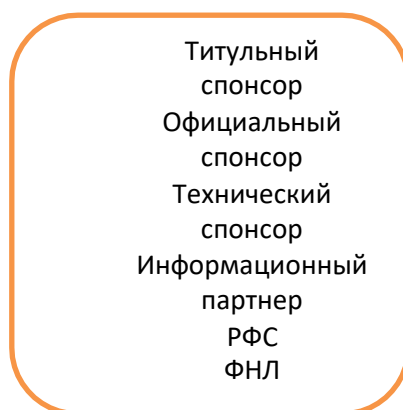 Титульный
спонсор
Официальный
спонсор
Технический
спонсор
Информационный
партнер
РФС
ФНЛ